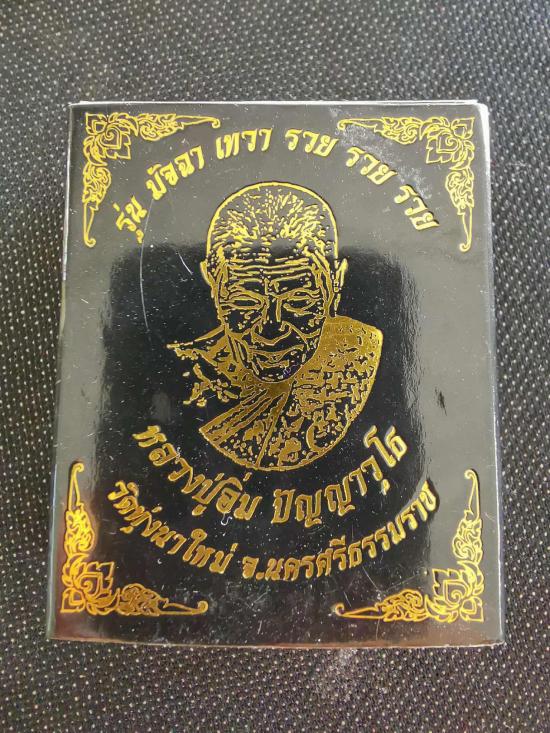 รุ่น ปัจฉา เทวา รวย รวย รวย
หลวงปู่อิ่ม ปัญญาวุโธ
วัดทุ่งนาใหม่ จ.นครศรีธรรมราช